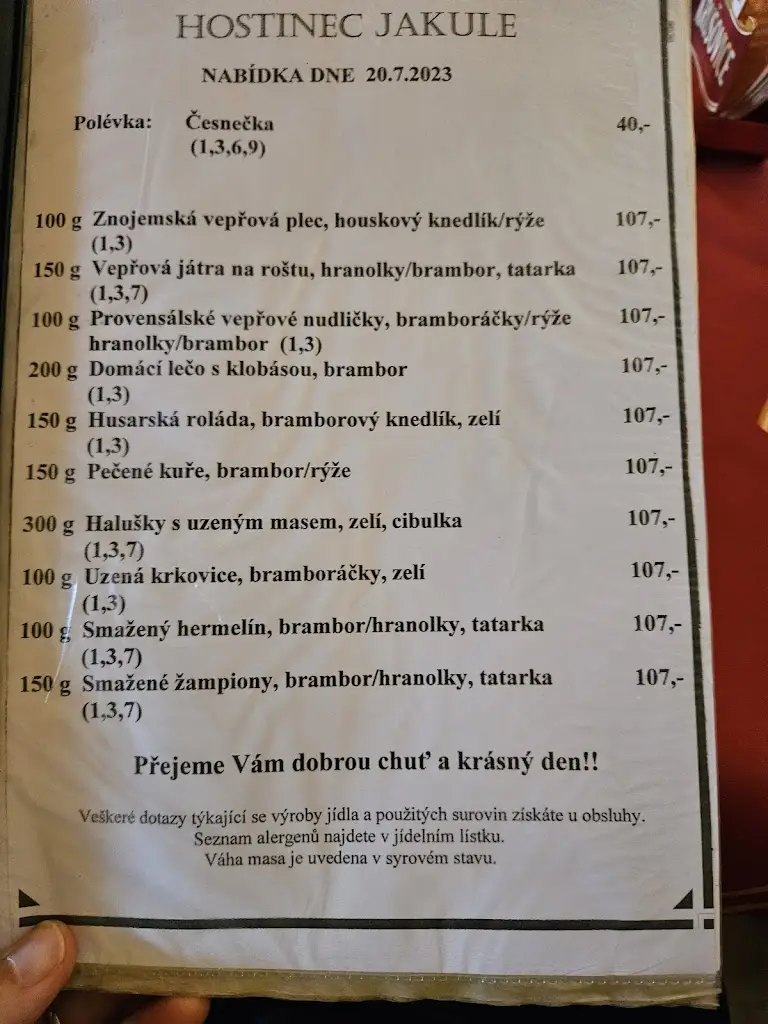 HOSTINEC JAKULE
NABÍDKA DNE 20.7.2023
Polévka: Česnečka 40,-
(1,3,6,9)
100 g Znojemská vepřová plec, houskový knedlík/rýže 107,-
(1,3)
150 g Vepřová játra na roštu, hranolky/brambor, tatarka 107,-
(1,3,7)
100 g Provensálské vepřové nudličky, bramboráčky/rýže 107,-
hranolky/brambor (1,3)
200 g Domácí lečo s klobásou, brambor 107,-
(1,3)
150 g Husarská roláda, bramborový knedlík, zelí 107,-
(1,3)
150 g Pečené kuře, brambor/rýže 107,-
300 g Halušky s uzeným masem, zelí, cibulka 107,-
(1,3,7)
100 g Uzená krkovice, bramboráčky, zelí 107,-
(1,3)
100 g Smažený hermelín, brambor/hranolky, tatarka 107,-
(1,3,7)
150 g Smažené žampiony, brambor/hranolky, tatarka 107,-
(1,3,7)
Přejeme Vám dobrou chuť a krásný den!!
Veškeré dotazy týkající se výroby jídla a použitých surovin získáte u obsluhy.
Seznam alergenů najdete v jídelním lístku.
Váha masa je uvedena v syrovém stavu.